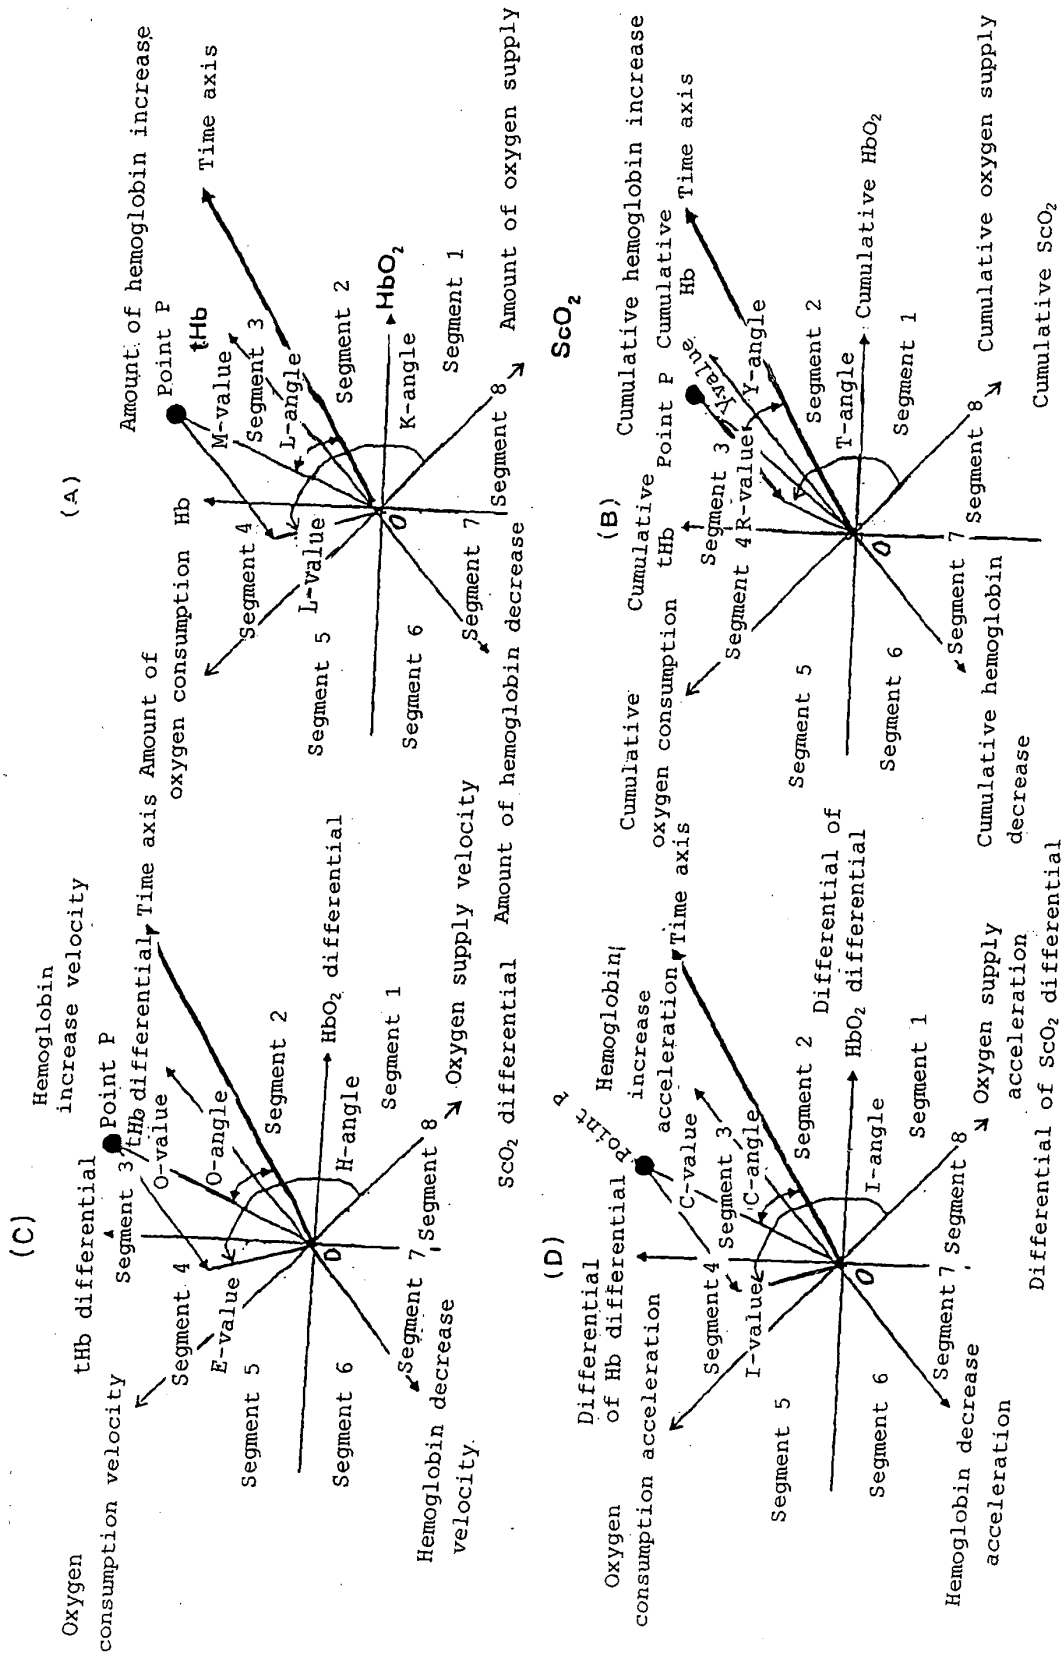 (A)
Amount of hemoglobin increase
Point P
tHb
Time axis
M-value
Segment 3
L-angle
Segment 2
HbO₂
K-angle
Segment 1
Amount of oxygen supply
ScO₂
Amount of
oxygen consumption
Hb
Segment 4
L-value
Segment 5
O
Segment 6
Segment 7
Segment 8
Amount of hemoglobin decrease
(B)
Cumulative hemoglobin increase
Point P
Cumulative
Hb
Time axis
Cumulative
tHb
Y-value
Y-angle
Segment 3
R-value
Segment 2
T-angle
Cumulative HbO₂
Segment 1
Cumulative oxygen supply
Cumulative ScO₂
Cumulative
oxygen consumption
Segment 4
Segment 5
O
Segment 6
Segment 7
Segment 8
7
Cumulative hemoglobin
decrease
(C)
Hemoglobin
increase velocity
Point P
tHb differential
Time axis
tHb differential
Segment 3
O-value
O-angle
Segment 2
HbO₂ differential
H-angle
Segment 1
Oxygen supply velocity
ScO₂ differential
Oxygen
consumption velocity
Segment 4
E-value
Segment 5
O
Segment 6
Segment 7
Segment 8
Hemoglobin decrease
velocity.
(D)
Hemoglobin
increase
acceleration
Point P
Time axis
Differential
of Hb differential
C-value
Segment 3
C-angle
Segment 2
Differential of
HbO₂ differential
I-angle
Segment 1
Oxygen supply
acceleration
Differential of ScO₂ differential
Oxygen
consumption acceleration
Segment 4
I-value
Segment 5
O
Segment 6
Segment 7
Segment 8
Hemoglobin decrease
acceleration